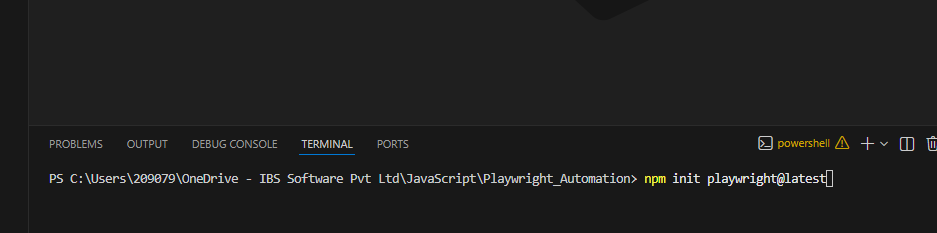 PROBLEMS OUTPUT DEBUG CONSOLE TERMINAL PORTS powershell
PS C:\Users\209079\OneDrive - IBS Software Pvt Ltd\JavaScript\Playwright_Automation> npm init playwright@latest